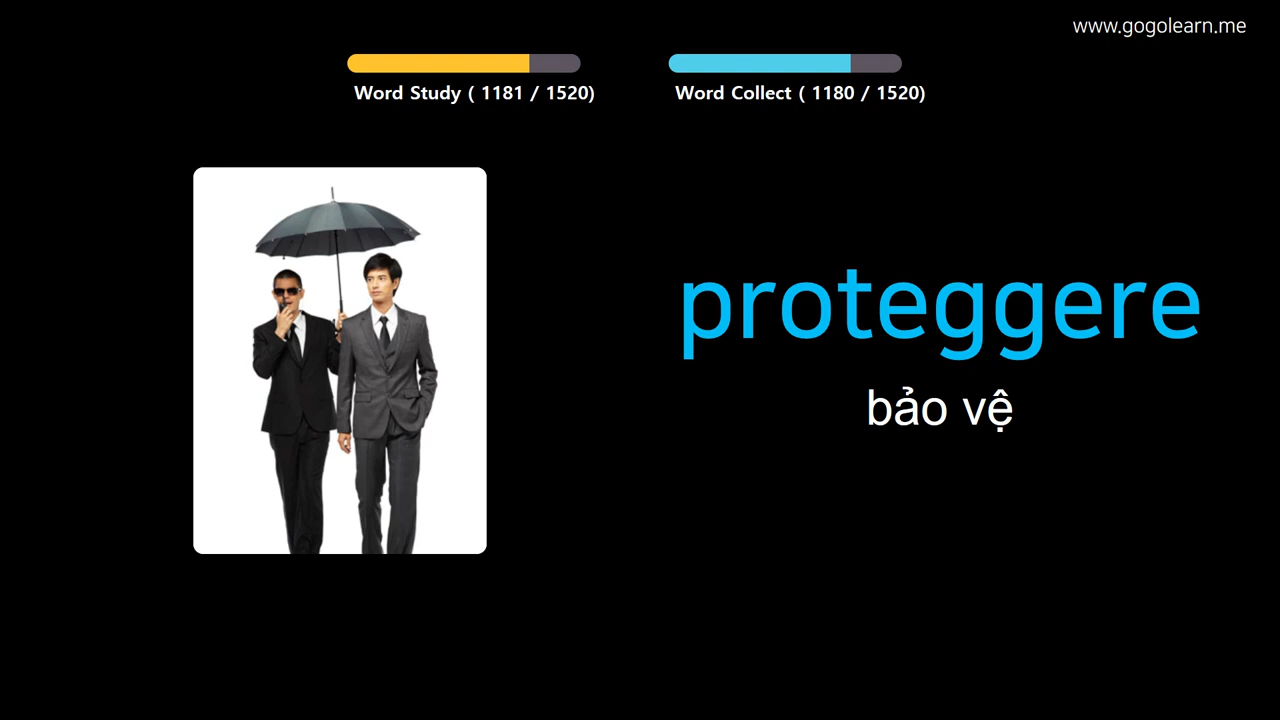 www.gogolearn.me
Word Study ( 1181 / 1520)
Word Collect ( 1180 / 1520)
proteggere
bảo vệ